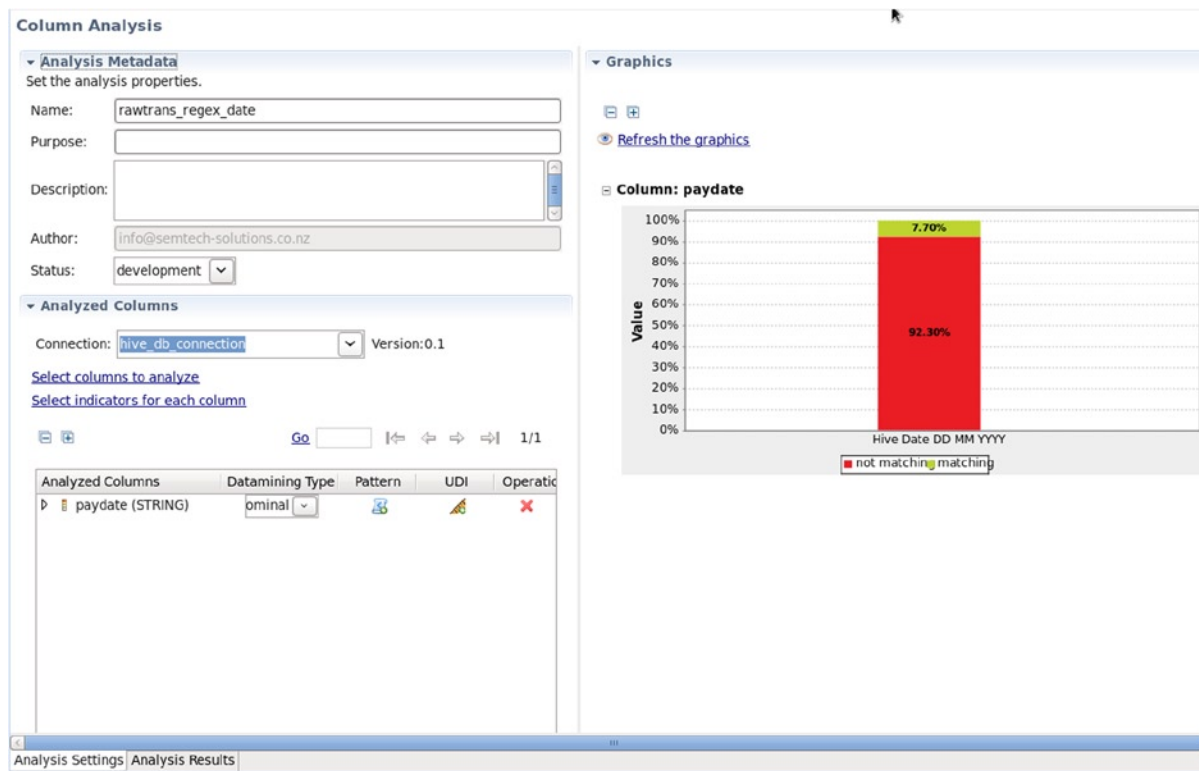 Column Analysis
Analysis Metadata
Set the analysis properties.
Name: rawtrans_regex_date
Purpose:
Description:
Author: info@semtech-solutions.co.nz
Status: development
Analyzed Columns
Connection: hive_db_connection Version:0.1
Select columns to analyze
Select indicators for each column
Go 1/1
Analyzed Columns Datamining Type Pattern UDI Operatic
paydate (STRING) ominal
Graphics
Refresh the graphics
Column: paydate
100%
90%
80%
70%
60%
50%
40%
30%
20%
10%
0%
Value
7.70%
92.30%
Hive Date DD MM YYYY
not matching matching
Analysis Settings Analysis Results